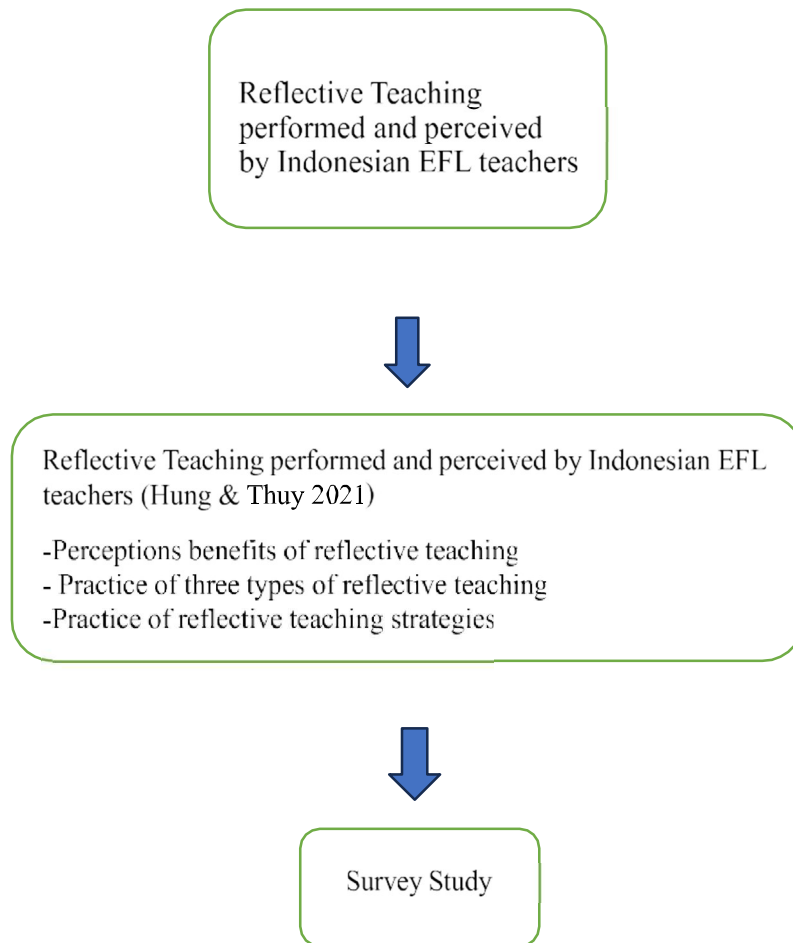 Reflective Teaching
performed and perceived
by Indonesian EFL teachers
Reflective Teaching performed and perceived by Indonesian EFL
teachers (Hung & Thuy 2021)
-Perceptions benefits of reflective teaching
- Practice of three types of reflective teaching
-Practice of reflective teaching strategies
Survey Study